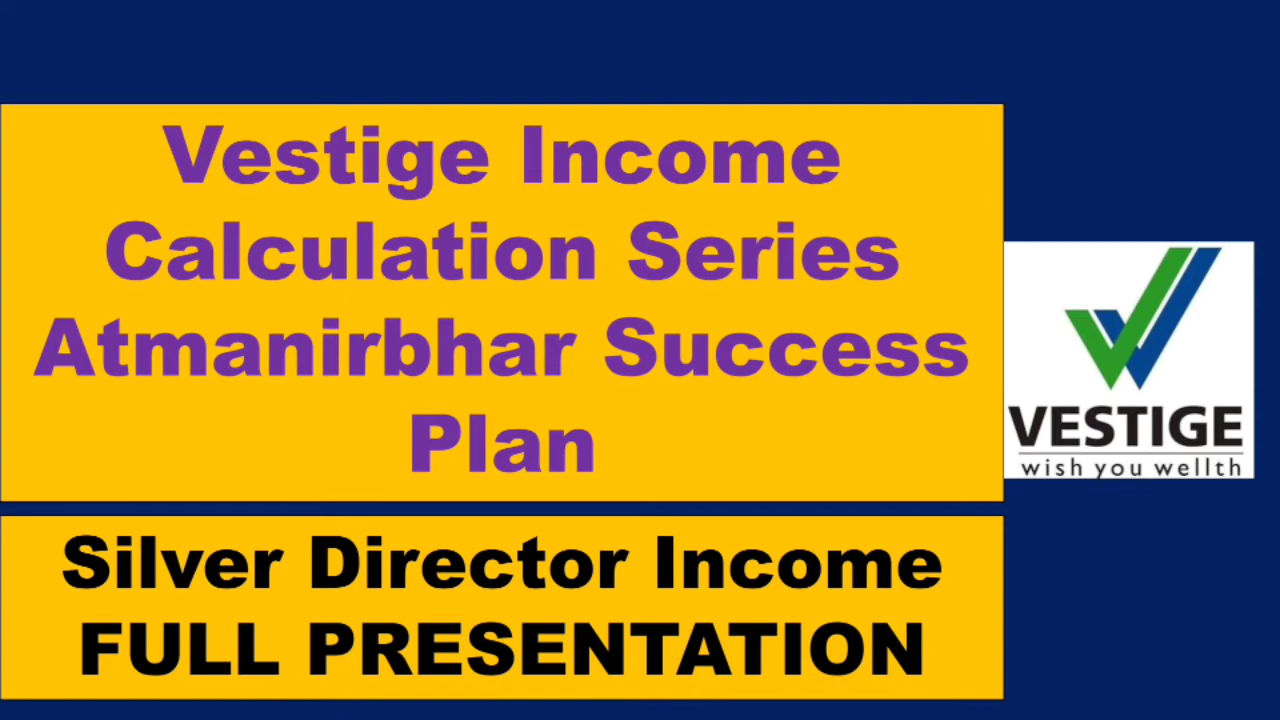 Vestige Income
Calculation Series
Atmanirbhar Success
Plan
VESTIGE
wish you wellth
Silver Director Income
FULL PRESENTATION